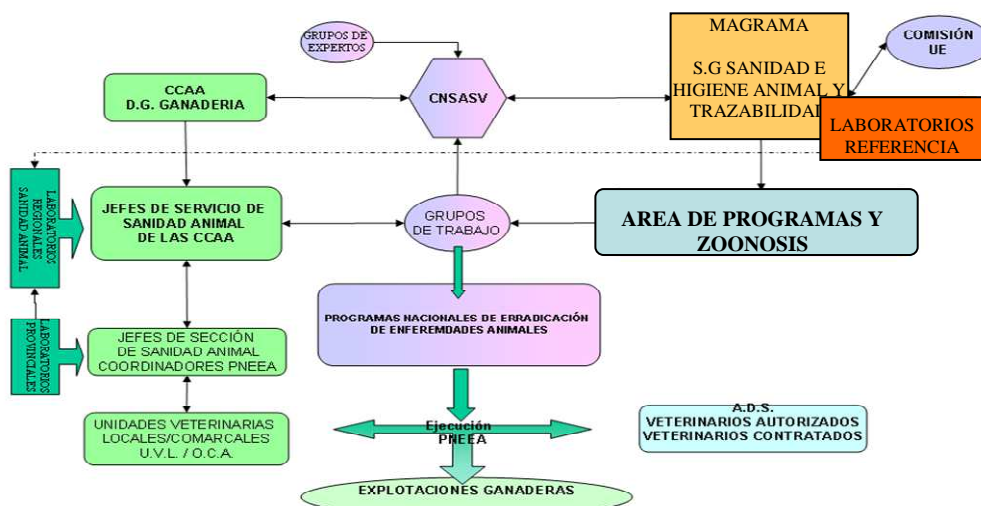 GRUPOS DE
EXPERTOS
MAGRAMA
S.G SANIDAD E
HIGIENE ANIMAL Y
TRAZABILIDAD
COMISIÓN
UE
CCAA
D.G. GANADERIA
CNSASV
LABORATORIOS
REFERENCIA
LABORATORIOS
REGIONALES
SANIDAD ANIMAL
JEFES DE SERVICIO DE
SANIDAD ANIMAL
DE LAS CCAA
GRUPOS
DE TRABAJO
AREA DE PROGRAMAS Y
ZOONOSIS
PROGRAMAS NACIONALES DE ERRADICACIÓN
DE ENFEREMDADES ANIMALES
LABORATORIOS
PROVINCIALES
JEFES DE SECCIÓN
DE SANIDAD ANIMAL
COORDINADORES PNEEA
UNIDADES VETERINARIAS
LOCALES/COMARCALES
U.V.L. / O.C.A.
Ejecución
PNEEA
A.D.S.
VETERINARIOS AUTORIZADOS
VETERINARIOS CONTRATADOS
EXPLOTACIONES GANADERAS